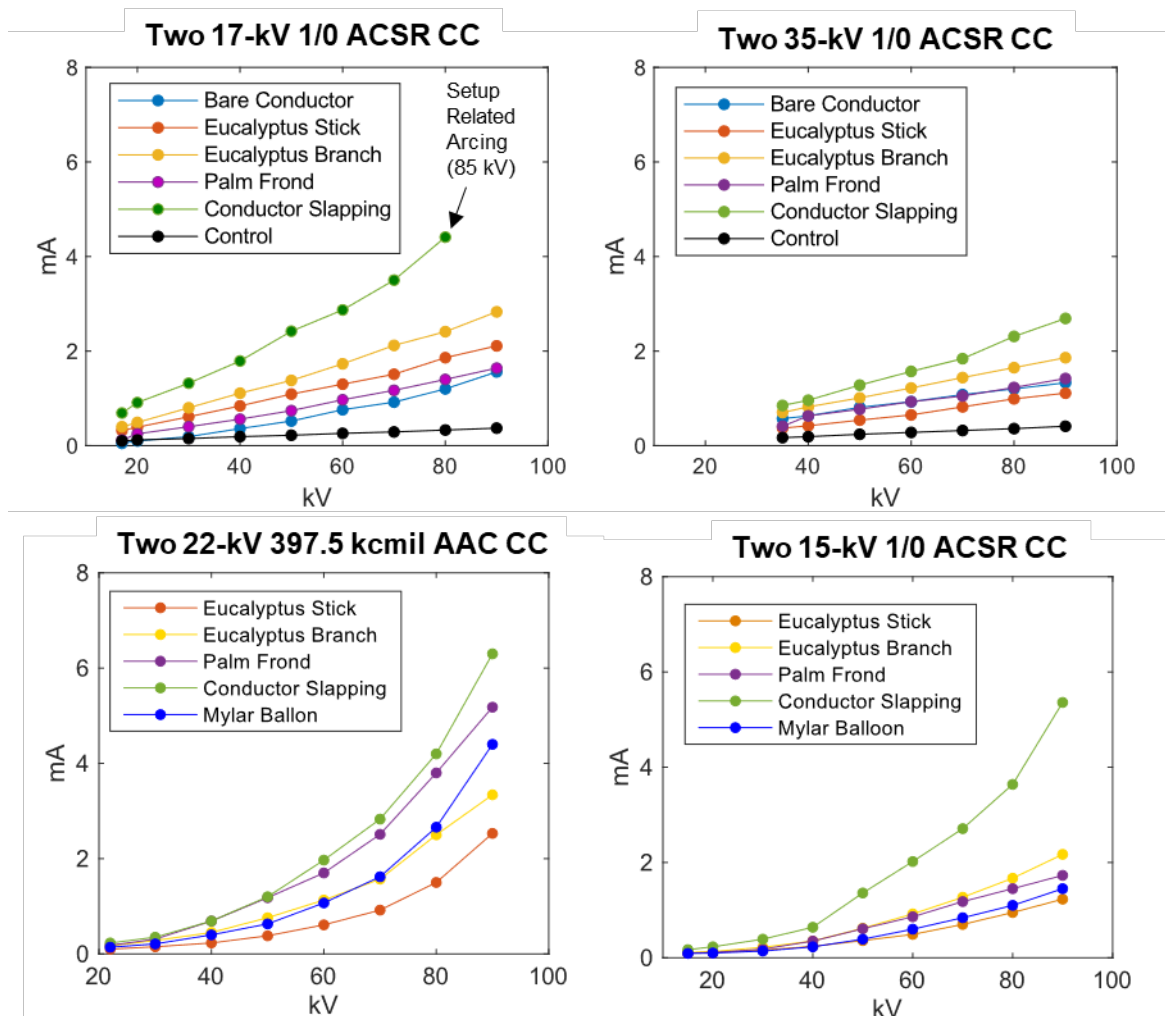 Two 17-kV 1/0 ACSR CC
8
6
4
2
0
mA
Bare Conductor
Eucalyptus Stick
Eucalyptus Branch
Palm Frond
Conductor Slapping
Control
Setup
Related
Arcing
(85 kV)
20
40
60
80
100
kV
Two 35-kV 1/0 ACSR CC
8
6
4
2
0
mA
Bare Conductor
Eucalyptus Stick
Eucalyptus Branch
Palm Frond
Conductor Slapping
Control
20
40
60
80
100
kV
Two 22-kV 397.5 kcmil AAC CC
8
6
4
2
0
mA
Eucalyptus Stick
Eucalyptus Branch
Palm Frond
Conductor Slapping
Mylar Ballon
20
40
60
80
100
kV
Two 15-kV 1/0 ACSR CC
8
6
4
2
0
mA
Eucalyptus Stick
Eucalyptus Branch
Palm Frond
Conductor Slapping
Mylar Balloon
20
40
60
80
100
kV